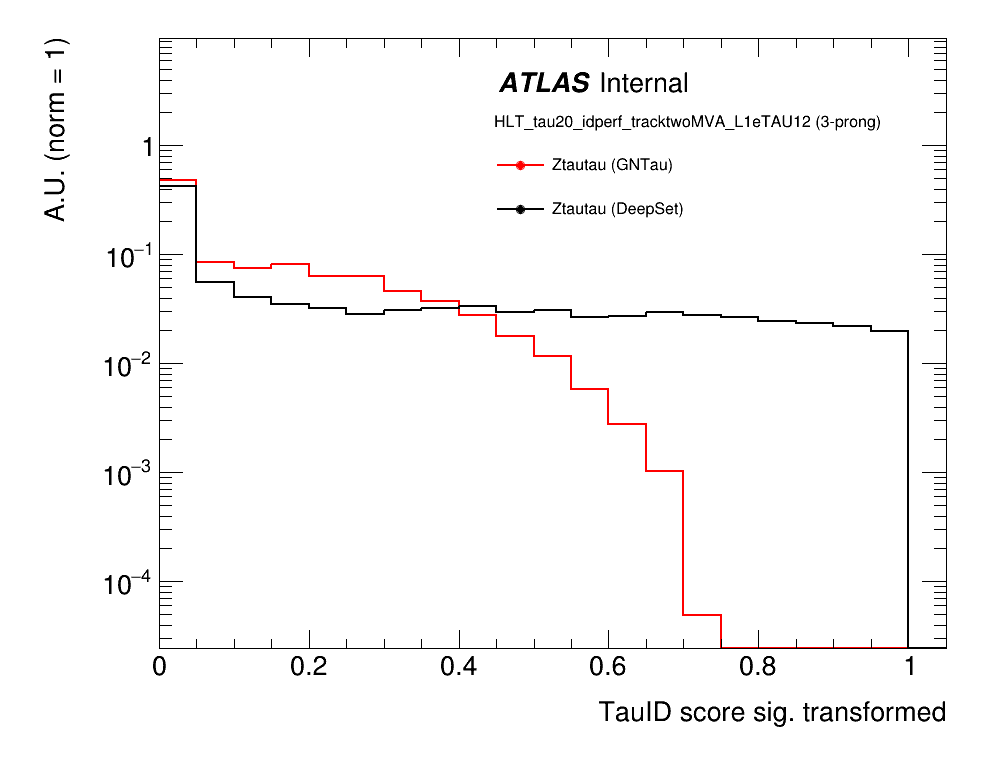 A.U. (norm = 1)
ATLAS Internal
HLT_tau20_idperf_tracktwoMVA_L1eTAU12 (3-prong)
Ztautau (GNTau)
Ztautau (DeepSet)
1
10⁻¹
10⁻²
10⁻³
10⁻⁴
0 0.2 0.4 0.6 0.8 1
TauID score sig. transformed